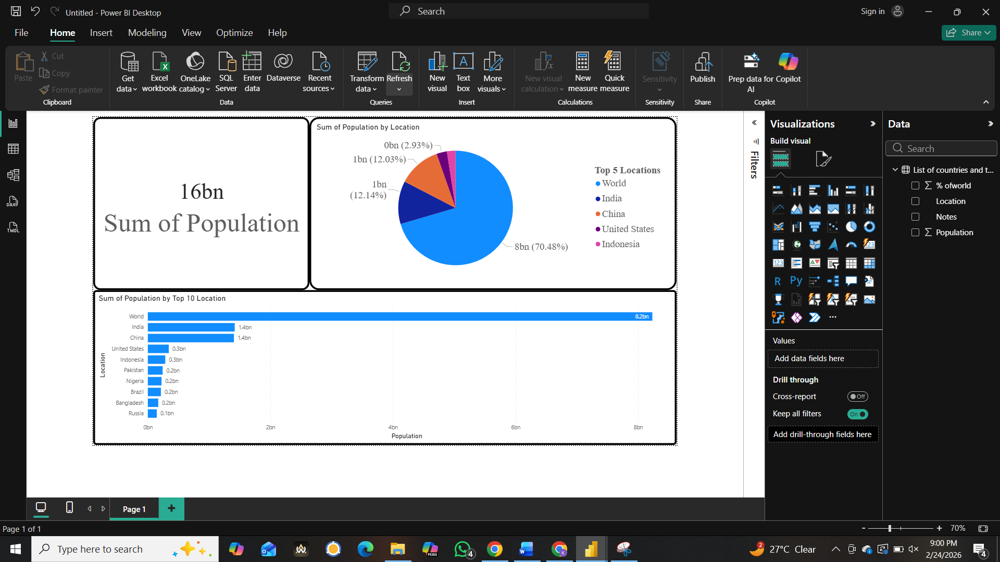 Untitled - Power BI Desktop
Search
Sign in
File
Home
Insert
Modeling
View
Optimize
Help
Share
Paste
Cut
Copy
Format painter
Clipboard
Get data
Excel workbook
OneLake catalog
SQL Server
Enter data
Dataverse
Recent sources
Data
Transform data
Refresh
Queries
New visual
A
Text box
More visuals
Insert
New visual calculation
New measure
Quick measure
Calculations
Sensitivity
Sensitivity
Publish
Share
Prep data for AI
Copilot
Copilot
DAX
TMDL
16bn
Sum of Population
Sum of Population by Location
0bn (2.93%)
1bn (12.03%)
1bn
(12.14%)
8bn (70.48%)
Top 5 Locations
World
India
China
United States
Indonesia
Sum of Population by Top 10 Location
Location
World 8.2bn
India 1.4bn
China 1.4bn
United States 0.3bn
Indonesia 0.3bn
Pakistan 0.2bn
Nigeria 0.2bn
Brazil 0.2bn
Bangladesh 0.2bn
Russia 0.1bn
0bn 2bn 4bn 6bn 8bn
Population
Filters
Visualizations
Build visual
123
123
R
Py
Values
Add data fields here
Drill through
Cross-report
Off
Keep all filters
On
Add drill-through fields here
Data
Search
List of countries and t...
% ofworld
Location
Notes
Population
Page 1
Page 1 of 1
70%
Type here to search
M365
4
2
27°C Clear
9:00 PM
2/24/2026
4